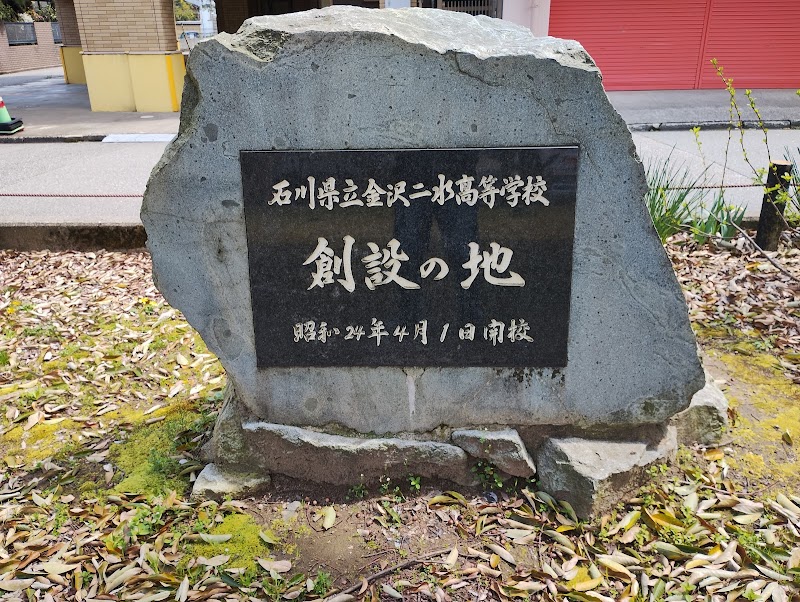 石川県立金沢二水高等学校
創設の地
昭和24年4月1日開校